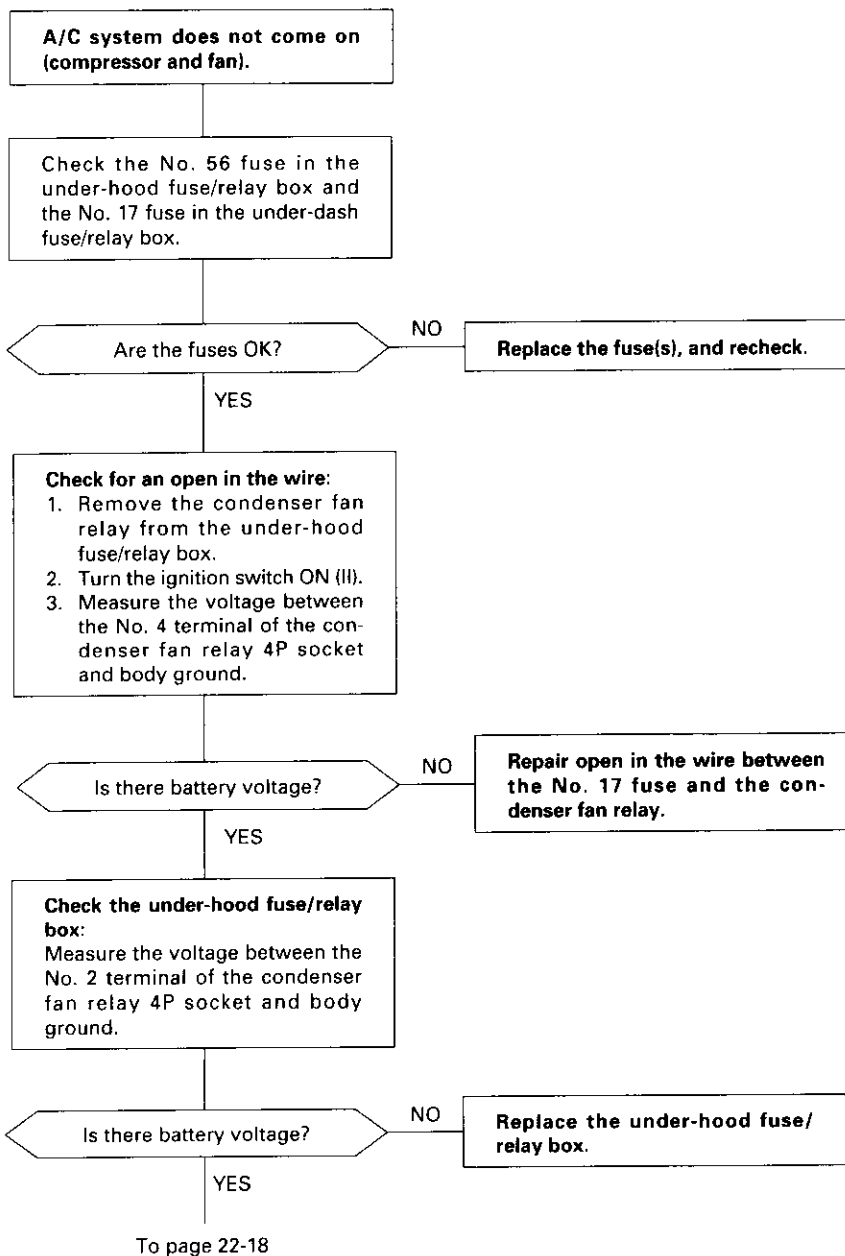 A/C system does not come on
(compressor and fan).
Check the No. 56 fuse in the
under-hood fuse/relay box and
the No. 17 fuse in the under-dash
fuse/relay box.
Are the fuses OK?
NO
Replace the fuse(s), and recheck.
YES
Check for an open in the wire:
1. Remove the condenser fan
relay from the under-hood
fuse/relay box.
2. Turn the ignition switch ON (II).
3. Measure the voltage between
the No. 4 terminal of the con-
denser fan relay 4P socket
and body ground.
Is there battery voltage?
NO
Repair open in the wire between
the No. 17 fuse and the con-
denser fan relay.
YES
Check the under-hood fuse/relay
box:
Measure the voltage between the
No. 2 terminal of the condenser
fan relay 4P socket and body
ground.
Is there battery voltage?
NO
Replace the under-hood fuse/
relay box.
YES
To page 22-18